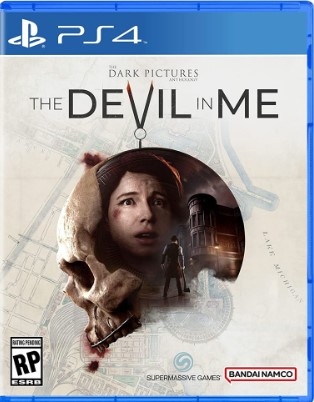 PS4
THE
DARK PICTURES
ANTHOLOGY
THE DEVIL IN ME
LAKE MICHIGAN
RATING PENDING
RP
ESRB
SUPERMASSIVE GAMES
BANDAI NAMCO